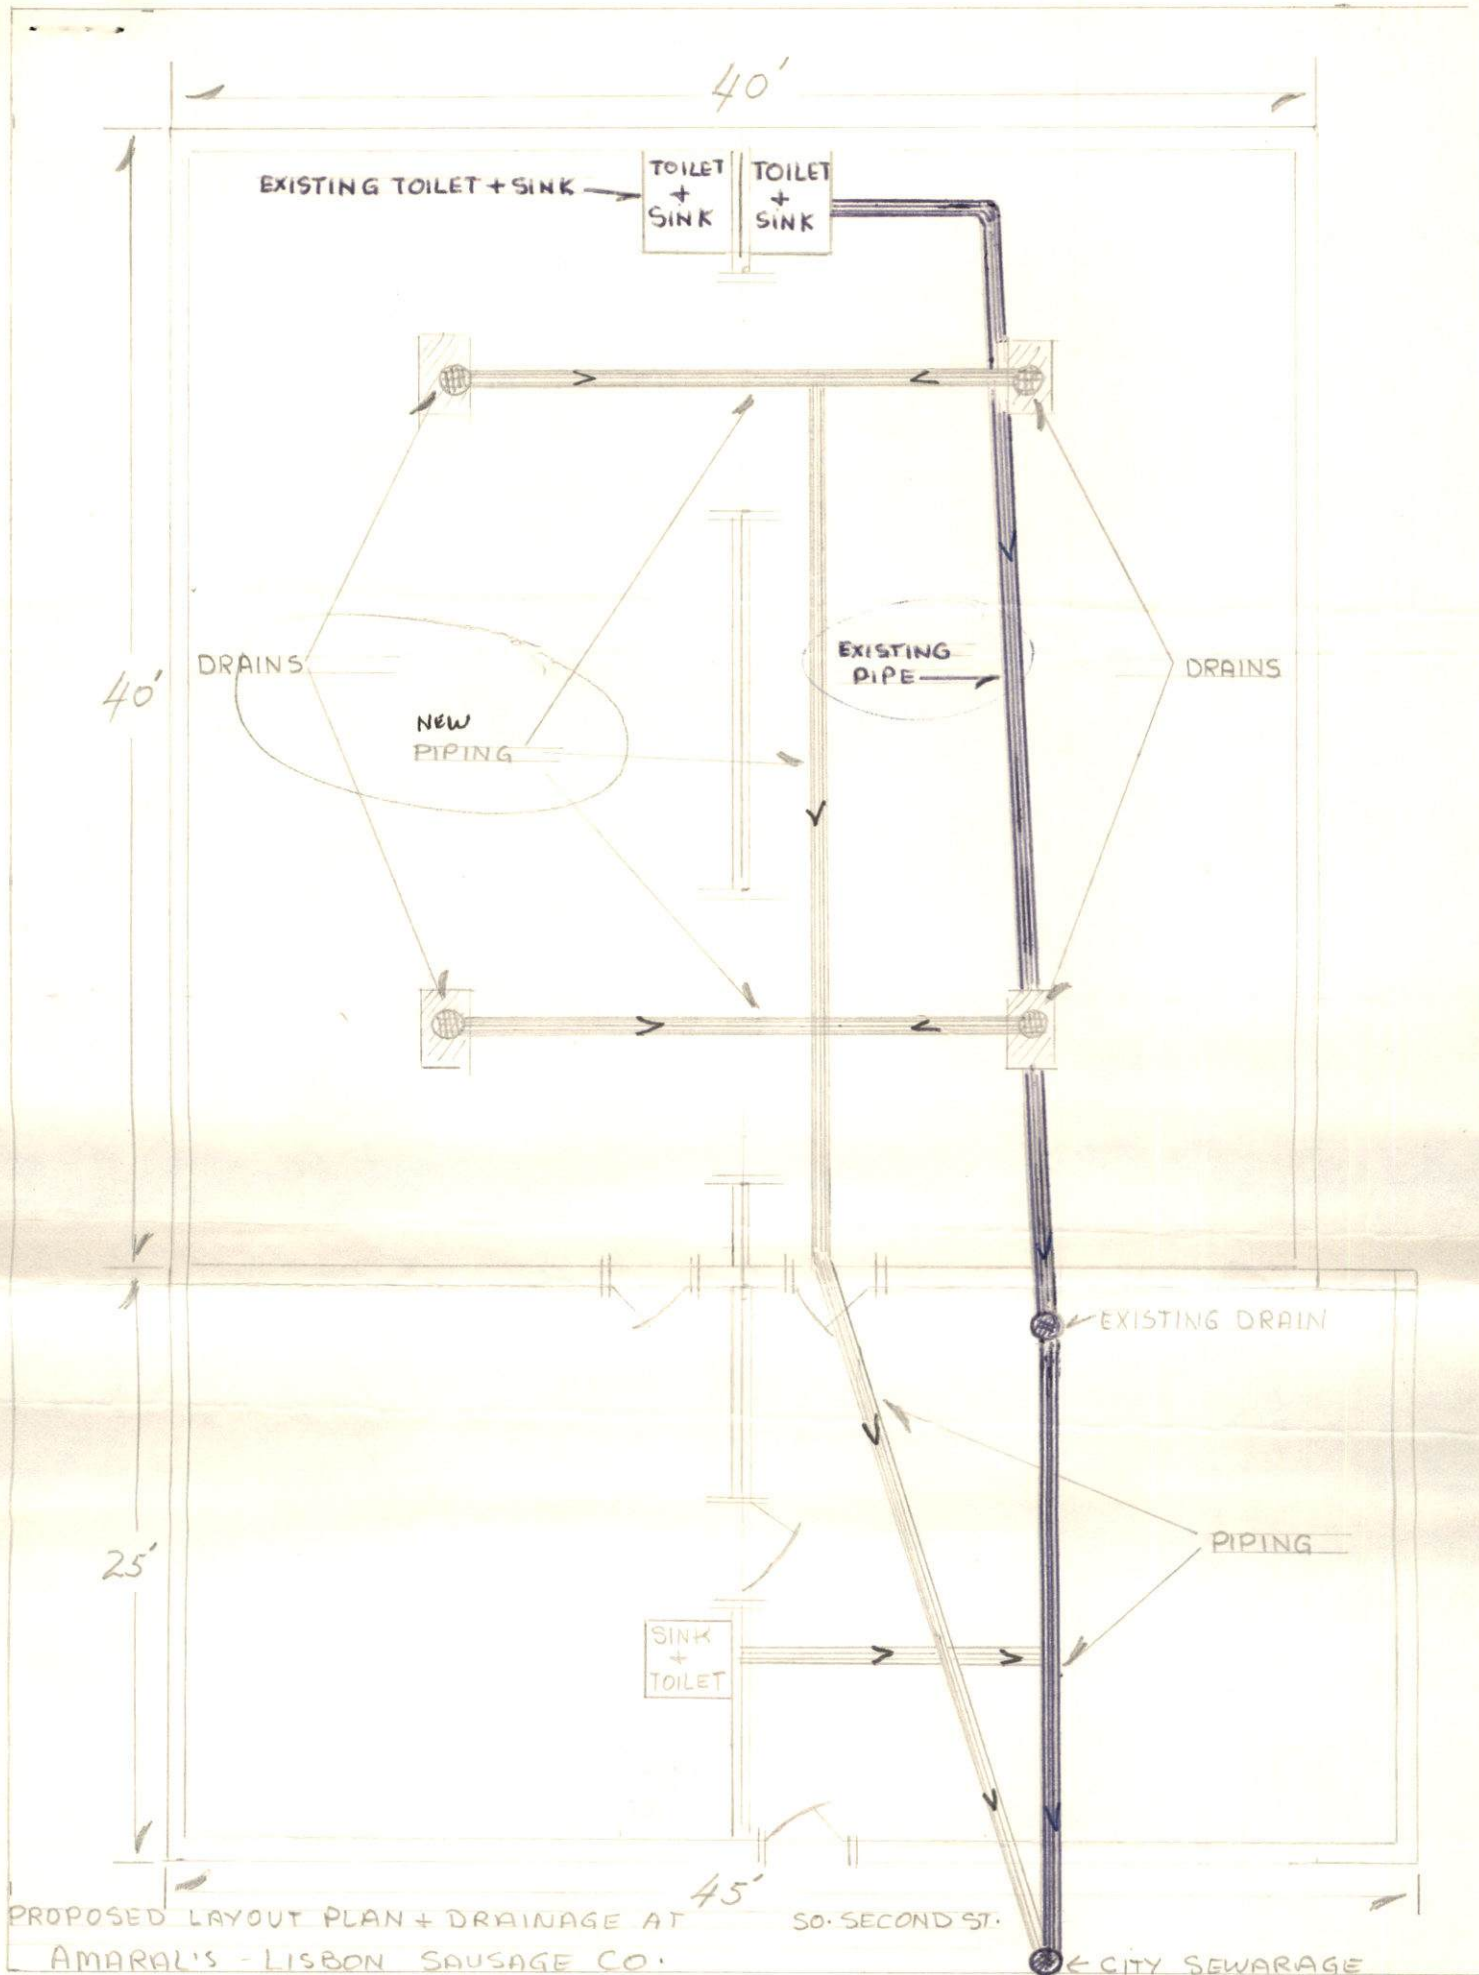 40'
EXISTING TOILET + SINK
TOILET
+
SINK
TOILET
+
SINK
DRAINS
40'
NEW
PIPING
EXISTING
PIPE
DRAINS
EXISTING DRAIN
25'
PIPING
SINK
+
TOILET
45'
PROPOSED LAYOUT PLAN + DRAINAGE AT SO. SECOND ST.
AMARAL'S - LISBON SAUSAGE CO.
CITY SEWARAGE